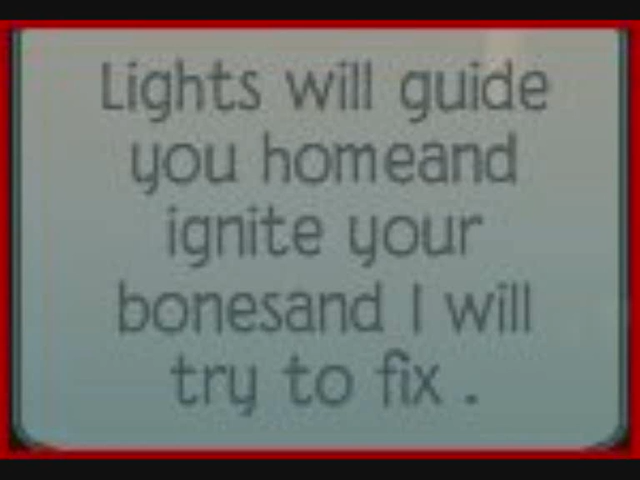 Lights will guide
you homeand
ignite your
bonesand I will
try to fix .